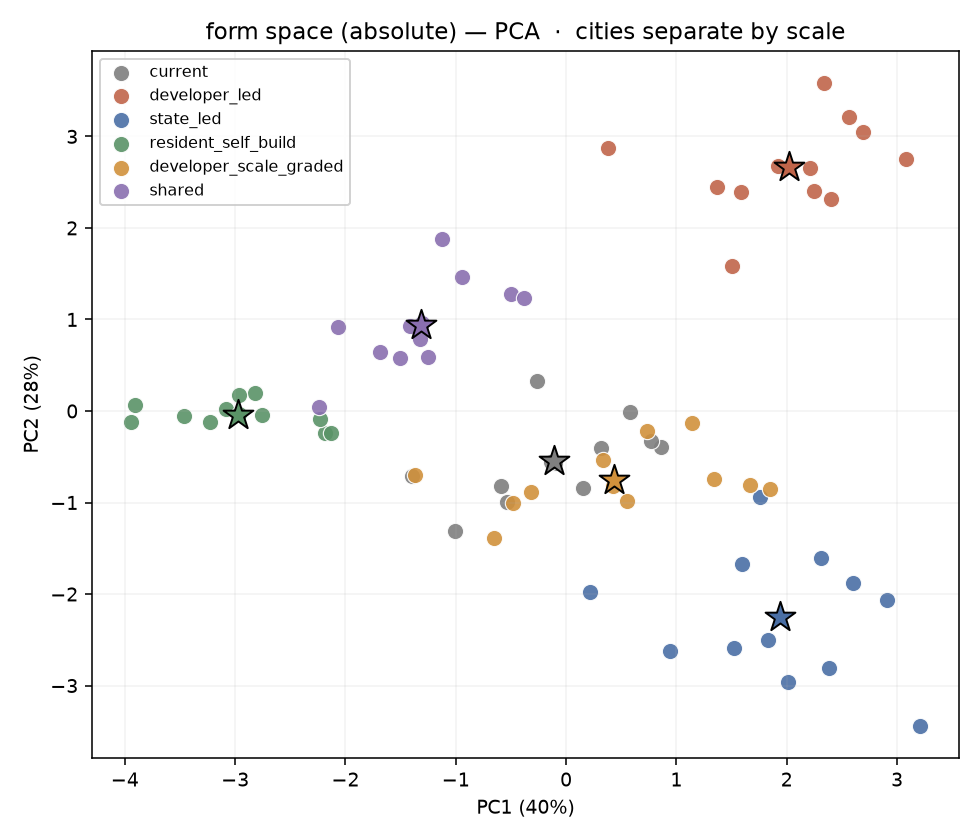 form space (absolute) — PCA · cities separate by scale
current
developer_led
state_led
resident_self_build
developer_scale_graded
shared
3
2
1
0
−1
−2
−3
PC2 (28%)
−4 −3 −2 −1 0 1 2 3
PC1 (40%)